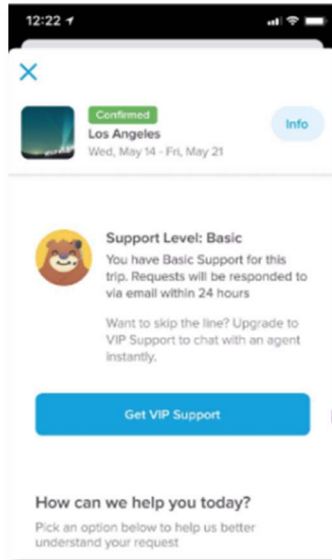 12:22
Confirmed
Los Angeles
Info
Wed, May 14 - Fri, May 21
Support Level: Basic
You have Basic Support for this
trip. Requests will be responded to
via email within 24 hours
Want to skip the line? Upgrade to
VIP Support to chat with an agent
instantly.
Get VIP Support
How can we help you today?
Pick an option below to help us better
understand your request